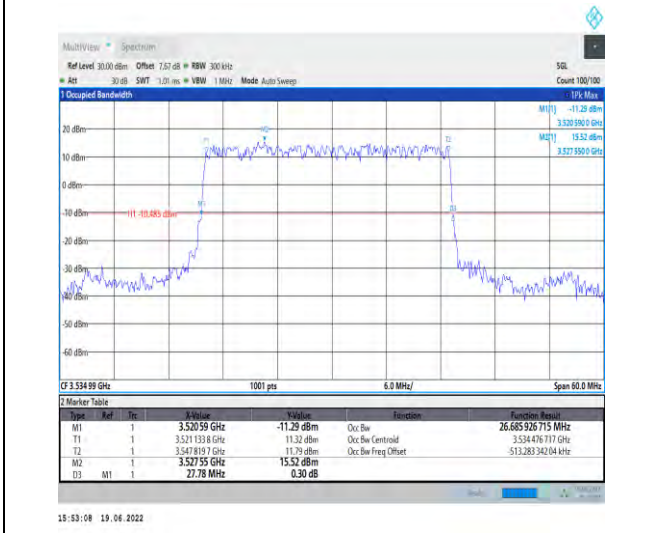 MultiView Spectrum
Ref Level 30.00 dBm Offset 7.67 dB RBW 300 kHz SGL
Att 30 dB SWT 1.01 ms VBW 1 MHz Mode Auto Sweep Count 100/100
1 Occupied Bandwidth 1Pk Max
M1[1] -11.29 dBm
3.520 590 0 GHz
20 dBm
M2[1] 15.52 dBm
3.527 550 0 GHz
T1 M2 T2
10 dBm
0 dBm
M1 D3
-10 dBm H1 -10.485 dBm
-20 dBm
-30 dBm
-40 dBm
-50 dBm
-60 dBm
CF 3.534 99 GHz 1001 pts 6.0 MHz/ Span 60.0 MHz
2 Marker Table
Type Ref Trc X-Value Y-Value Function Function Result
M1 1 3.520 59 GHz -11.29 dBm Occ Bw 26.685 926 715 MHz
T1 1 3.521 133 8 GHz 11.32 dBm Occ Bw Centroid 3.534 476 717 GHz
T2 1 3.547 819 7 GHz 11.79 dBm Occ Bw Freq Offset -513.283 342 04 kHz
M2 1 3.527 55 GHz 15.52 dBm
D3 M1 1 27.78 MHz 0.30 dB
15:53:08 19.06.2022